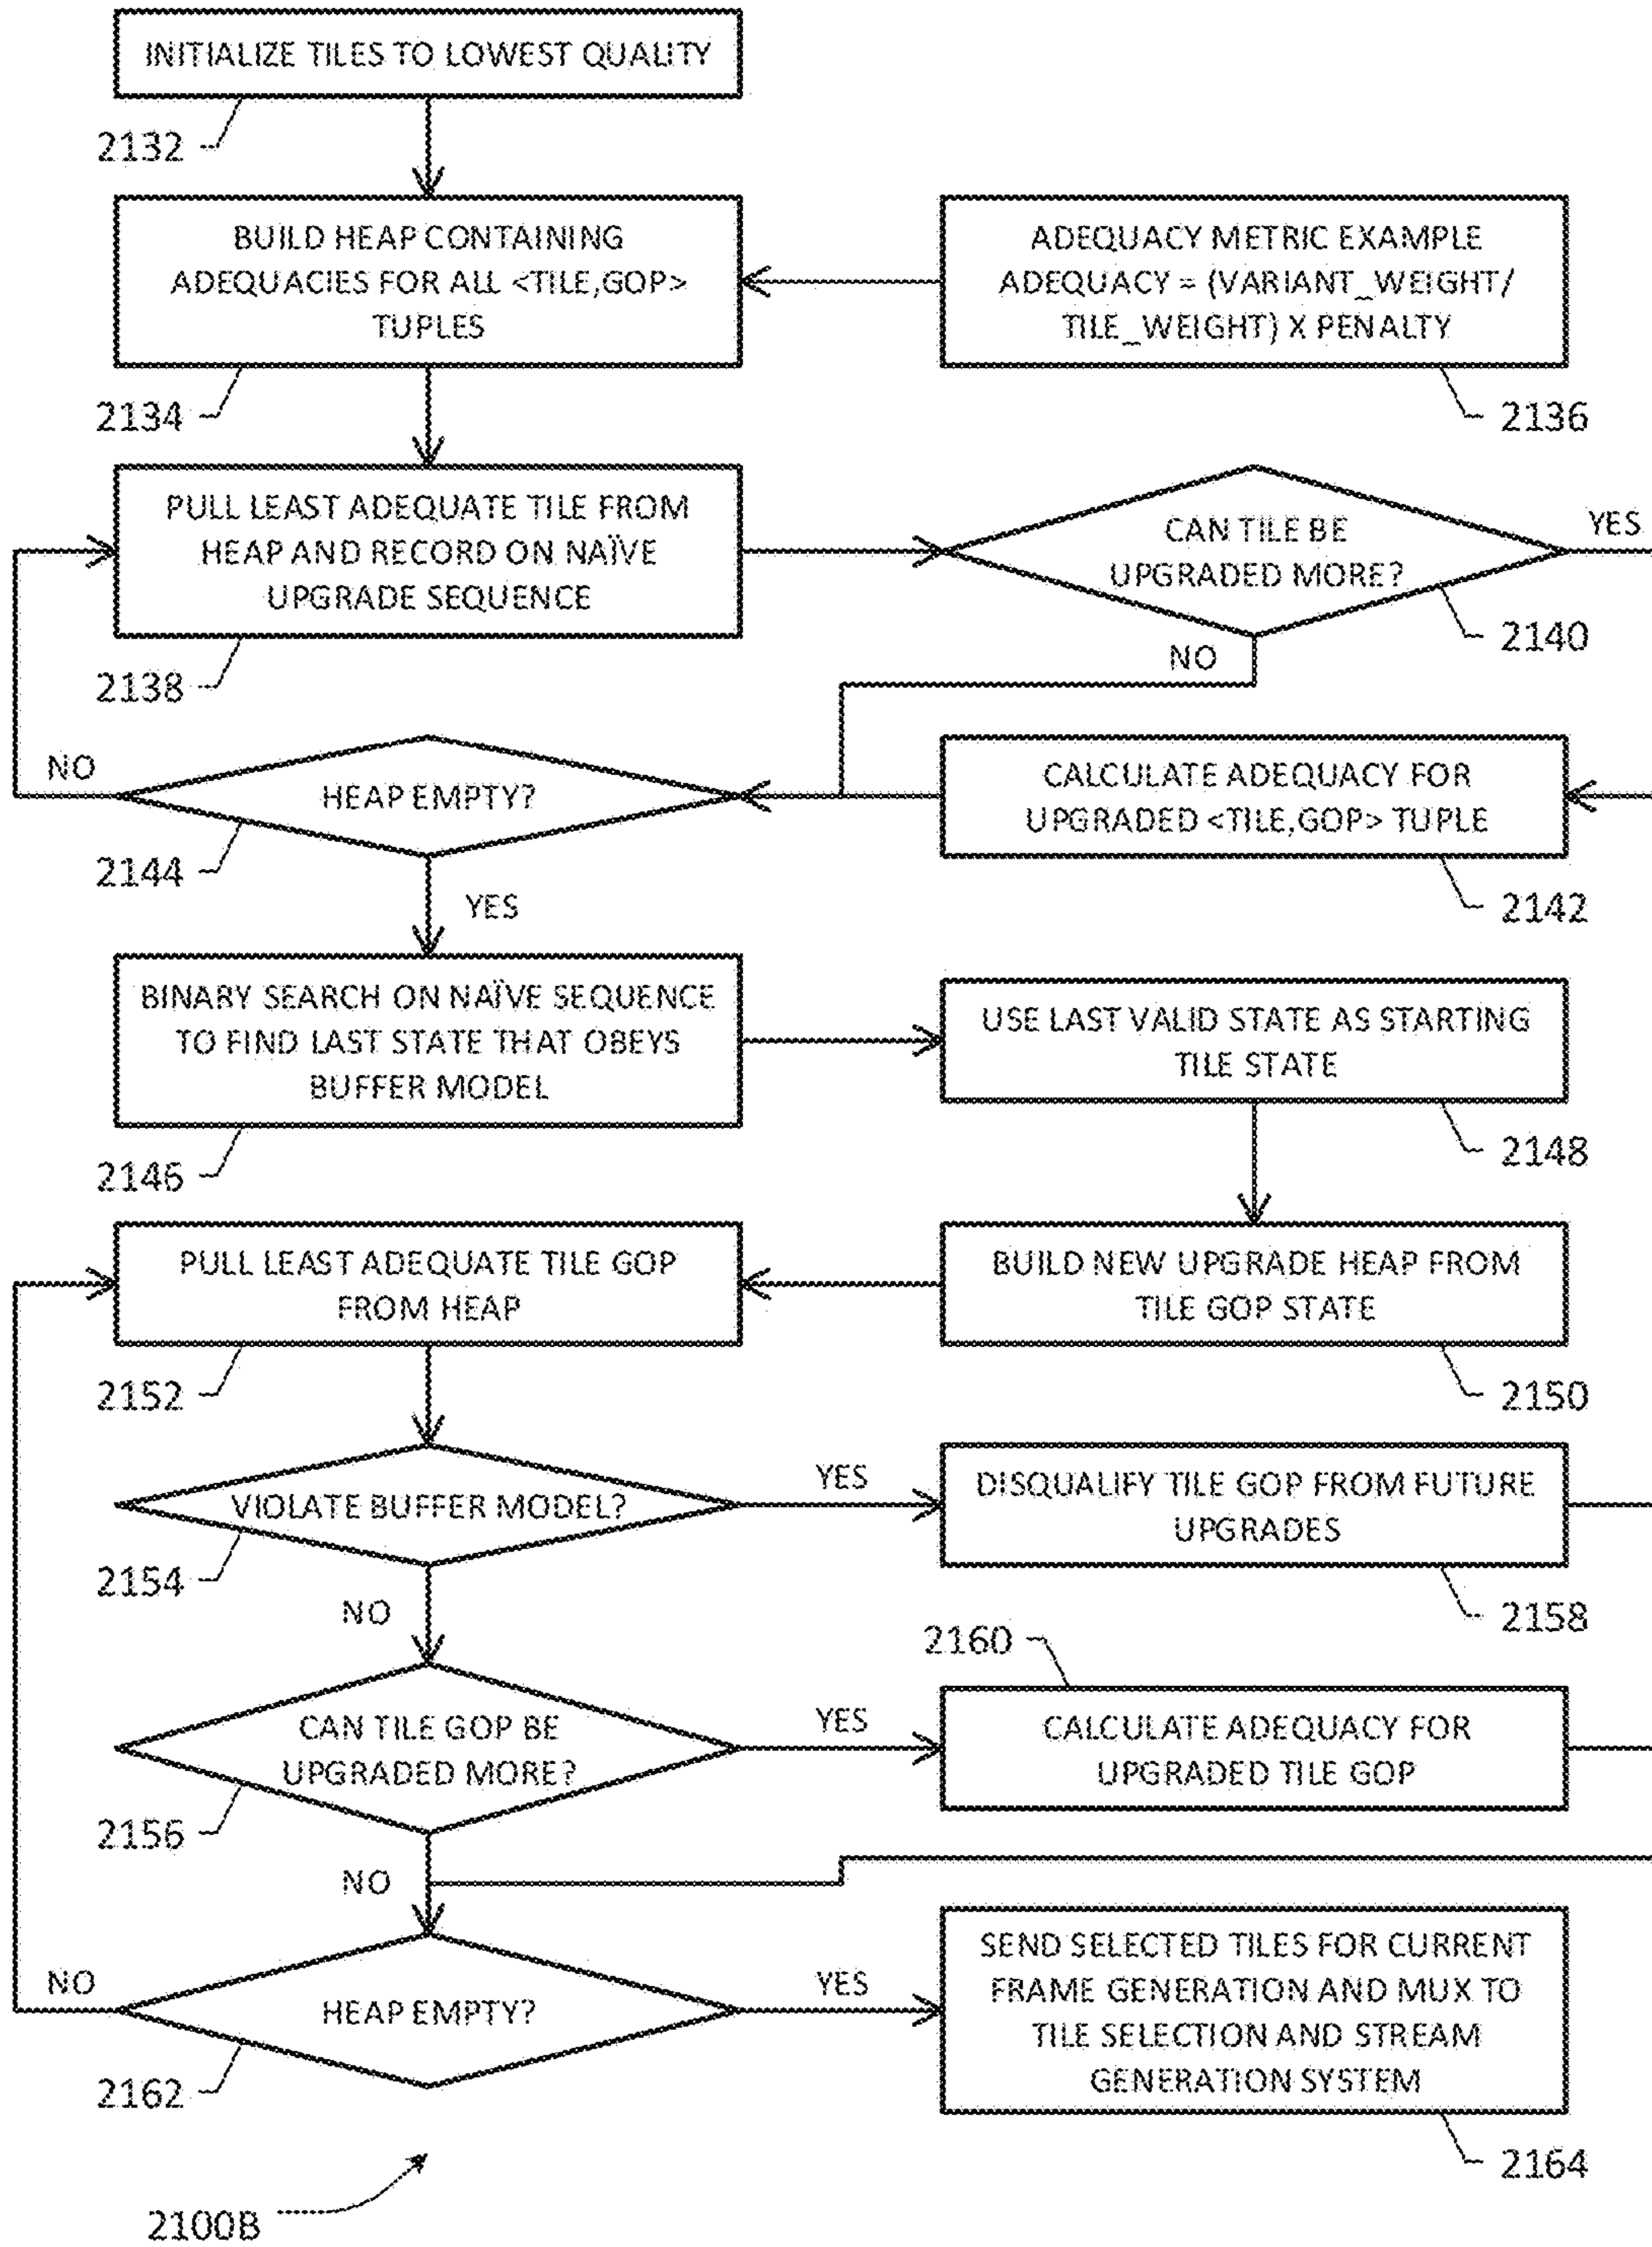 INITIALIZE TILES TO LOWEST QUALITY
2132
BUILD HEAP CONTAINING
ADEQUACIES FOR ALL <TILE,GOP>
TUPLES
2134
ADEQUACY METRIC EXAMPLE
ADEQUACY = (VARIANT_WEIGHT/
TILE_WEIGHT) X PENALTY
2136
PULL LEAST ADEQUATE TILE FROM
HEAP AND RECORD ON NAÏVE
UPGRADE SEQUENCE
2138
CAN TILE BE
UPGRADED MORE?
YES
2140
NO
CALCULATE ADEQUACY FOR
UPGRADED <TILE,GOP> TUPLE
2142
HEAP EMPTY?
NO
2144
YES
BINARY SEARCH ON NAÏVE SEQUENCE
TO FIND LAST STATE THAT OBEYS
BUFFER MODEL
2146
USE LAST VALID STATE AS STARTING
TILE STATE
2148
BUILD NEW UPGRADE HEAP FROM
TILE GOP STATE
2150
PULL LEAST ADEQUATE TILE GOP
FROM HEAP
2152
VIOLATE BUFFER MODEL?
YES
2154
NO
DISQUALIFY TILE GOP FROM FUTURE
UPGRADES
2158
CAN TILE GOP BE
UPGRADED MORE?
YES
2156
NO
2160
CALCULATE ADEQUACY FOR
UPGRADED TILE GOP
HEAP EMPTY?
NO
YES
2162
SEND SELECTED TILES FOR CURRENT
FRAME GENERATION AND MUX TO
TILE SELECTION AND STREAM
GENERATION SYSTEM
2164
2100B